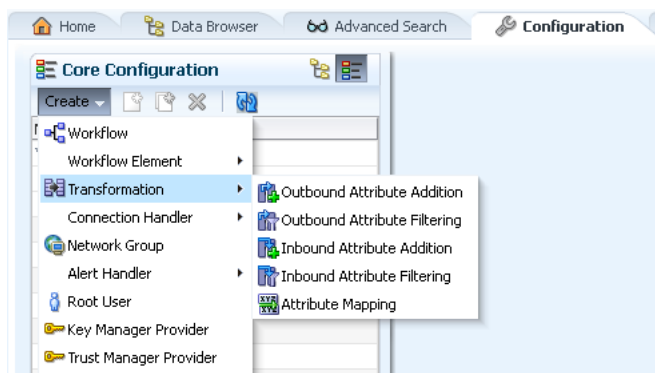 Home
Data Browser
Advanced Search
Configuration
Core Configuration
Create
Workflow
Workflow Element
Transformation
Outbound Attribute Addition
Connection Handler
Outbound Attribute Filtering
Network Group
Inbound Attribute Addition
Alert Handler
Inbound Attribute Filtering
Root User
Attribute Mapping
Key Manager Provider
Trust Manager Provider